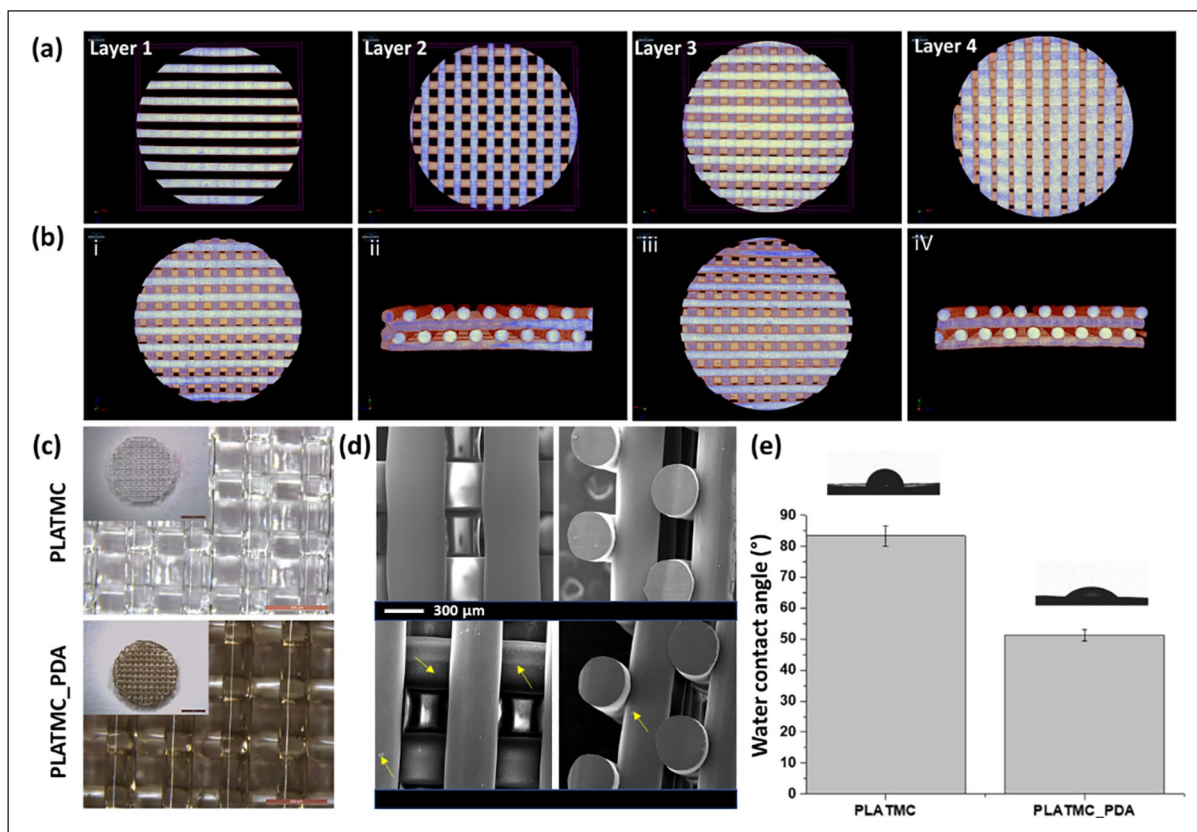 (a)
Layer 1
Layer 2
Layer 3
Layer 4
(b)
i
ii
iii
iV
(c)
(d)
(e)
PLATMC
PLATMC_PDA
300 µm
Water contact angle (°)
90
80
70
60
50
40
30
20
10
0
PLATMC
PLATMC_PDA